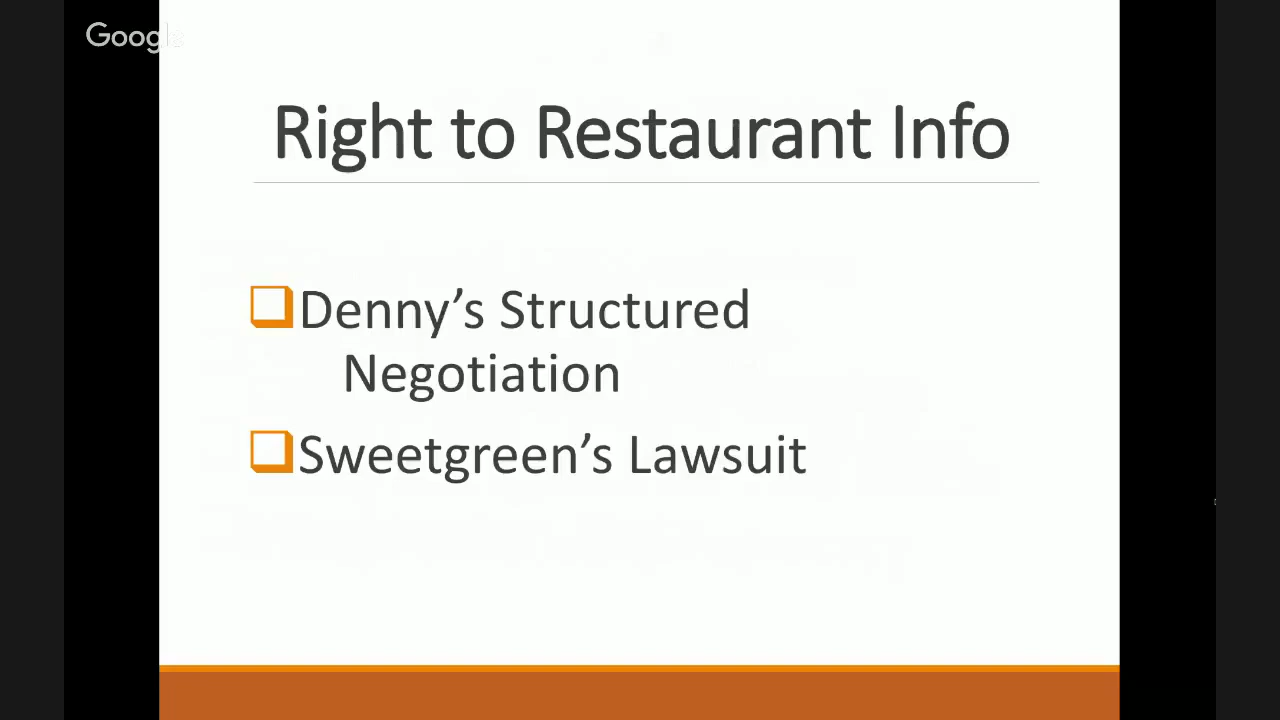 Google
Right to Restaurant Info
Denny’s Structured
Negotiation
Sweetgreen’s Lawsuit